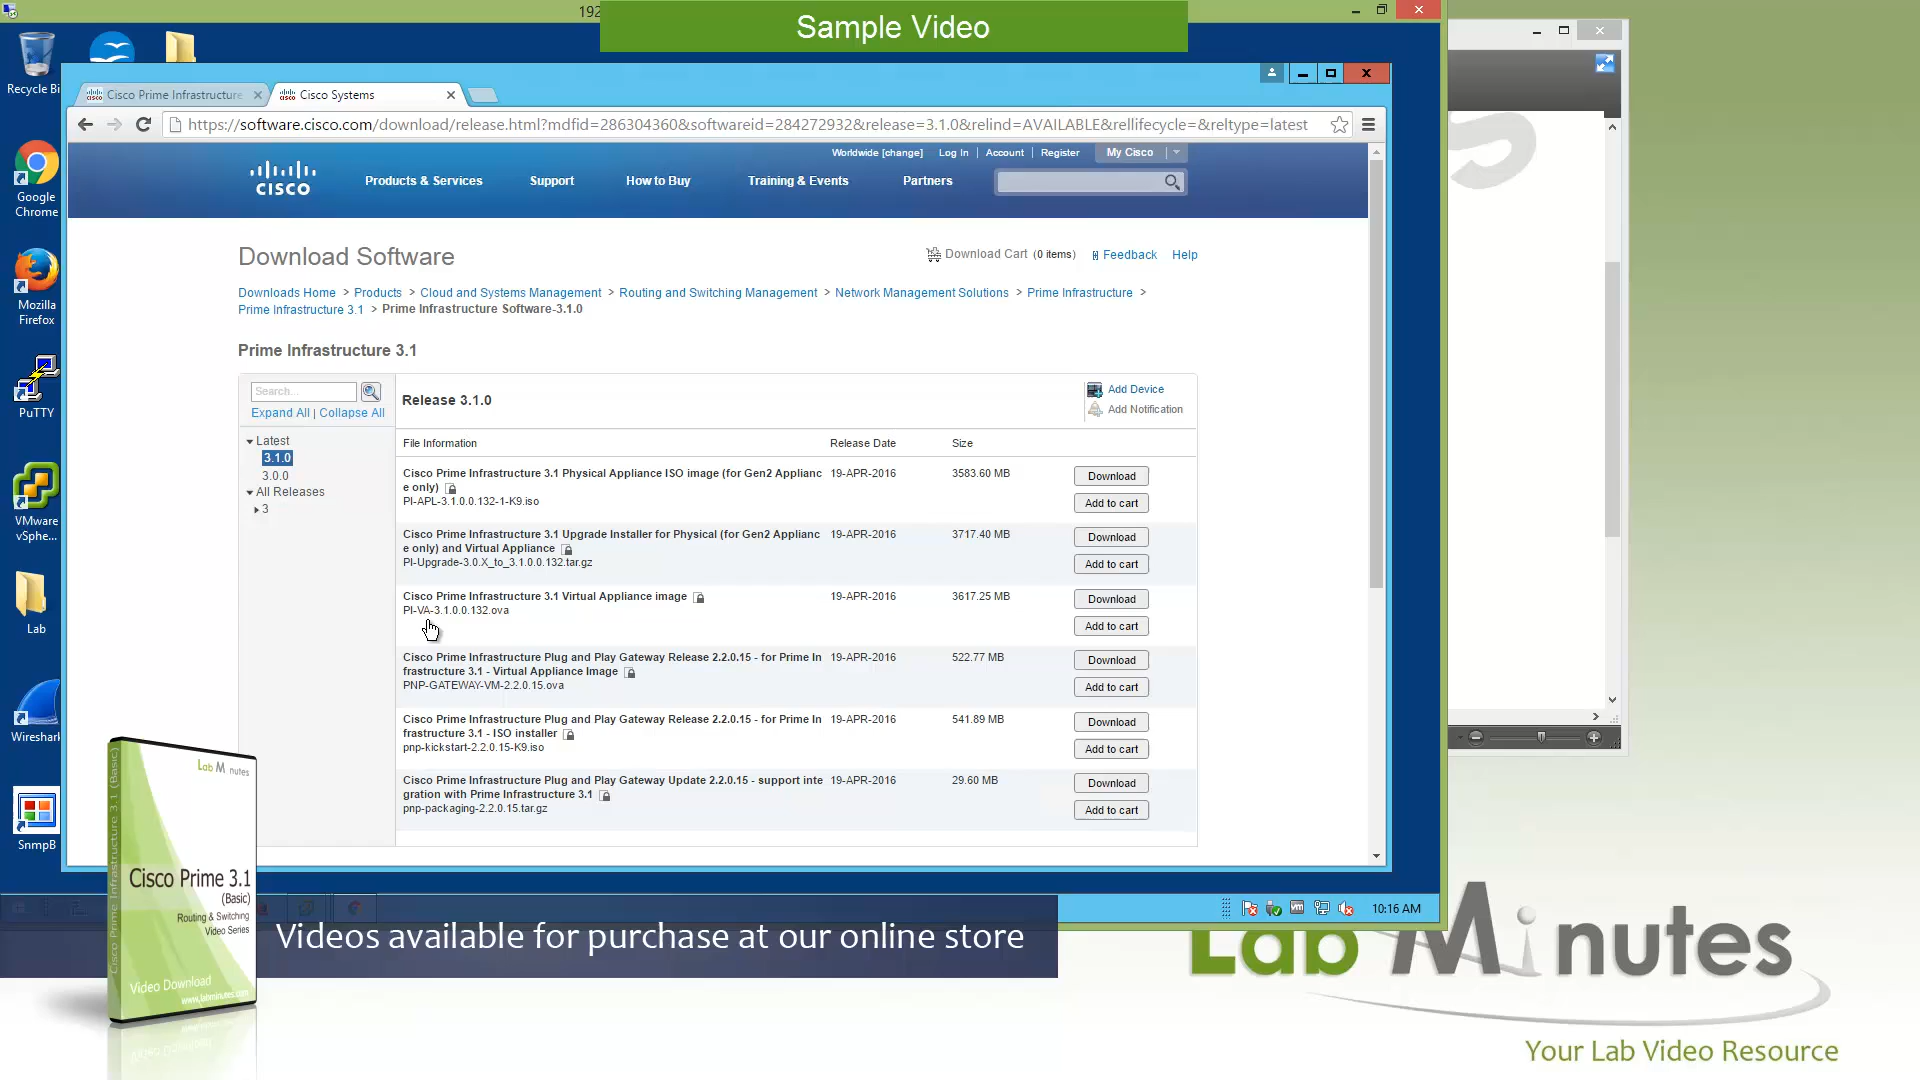 192
Sample Video
Recycle Bi
Cisco Prime Infrastructure
Cisco Systems
https://software.cisco.com/download/release.html?mdfid=286304360&softwareid=284272932&release=3.1.0&relind=AVAILABLE&rellifecycle=&reltype=latest
Worldwide [change] Log In | Account | Register My Cisco
CISCO
Products & Services Support How to Buy Training & Events Partners
Google
Chrome
Download Software
Download Cart (0 items) Feedback Help
Downloads Home > Products > Cloud and Systems Management > Routing and Switching Management > Network Management Solutions > Prime Infrastructure >
Prime Infrastructure 3.1 > Prime Infrastructure Software-3.1.0
Mozilla
Firefox
Prime Infrastructure 3.1
Search...
Expand All | Collapse All
Release 3.1.0
Add Device
Add Notification
PuTTY
Latest
3.1.0
3.0.0
All Releases
3
File Information Release Date Size
Cisco Prime Infrastructure 3.1 Physical Appliance ISO image (for Gen2 Applianc 19-APR-2016 3583.60 MB Download
e only)
PI-APL-3.1.0.0.132-1-K9.iso Add to cart
Cisco Prime Infrastructure 3.1 Upgrade Installer for Physical (for Gen2 Applianc 19-APR-2016 3717.40 MB Download
e only) and Virtual Appliance
PI-Upgrade-3.0.X_to_3.1.0.0.132.tar.gz Add to cart
Cisco Prime Infrastructure 3.1 Virtual Appliance image 19-APR-2016 3617.25 MB Download
PI-VA-3.1.0.0.132.ova
Add to cart
Cisco Prime Infrastructure Plug and Play Gateway Release 2.2.0.15 - for Prime In 19-APR-2016 522.77 MB Download
frastructure 3.1 - Virtual Appliance Image
PNP-GATEWAY-VM-2.2.0.15.ova Add to cart
Cisco Prime Infrastructure Plug and Play Gateway Release 2.2.0.15 - for Prime In 19-APR-2016 541.89 MB Download
frastructure 3.1 - ISO installer
pnp-kickstart-2.2.0.15-K9.iso Add to cart
Cisco Prime Infrastructure Plug and Play Gateway Update 2.2.0.15 - support inte 19-APR-2016 29.60 MB Download
gration with Prime Infrastructure 3.1
pnp-packaging-2.2.0.15.tar.gz Add to cart
VMware
vSphe...
Lab
Wireshark
SnmpB
Lab Minutes
Cisco Prime Infrastructure 3.1 (Basic)
Cisco Prime 3.1
(Basic)
Routing & Switching
Video Series
Video Download
www.labminutes.com
10:16 AM
Videos available for purchase at our online store
Lab Minutes
Your Lab Video Resource